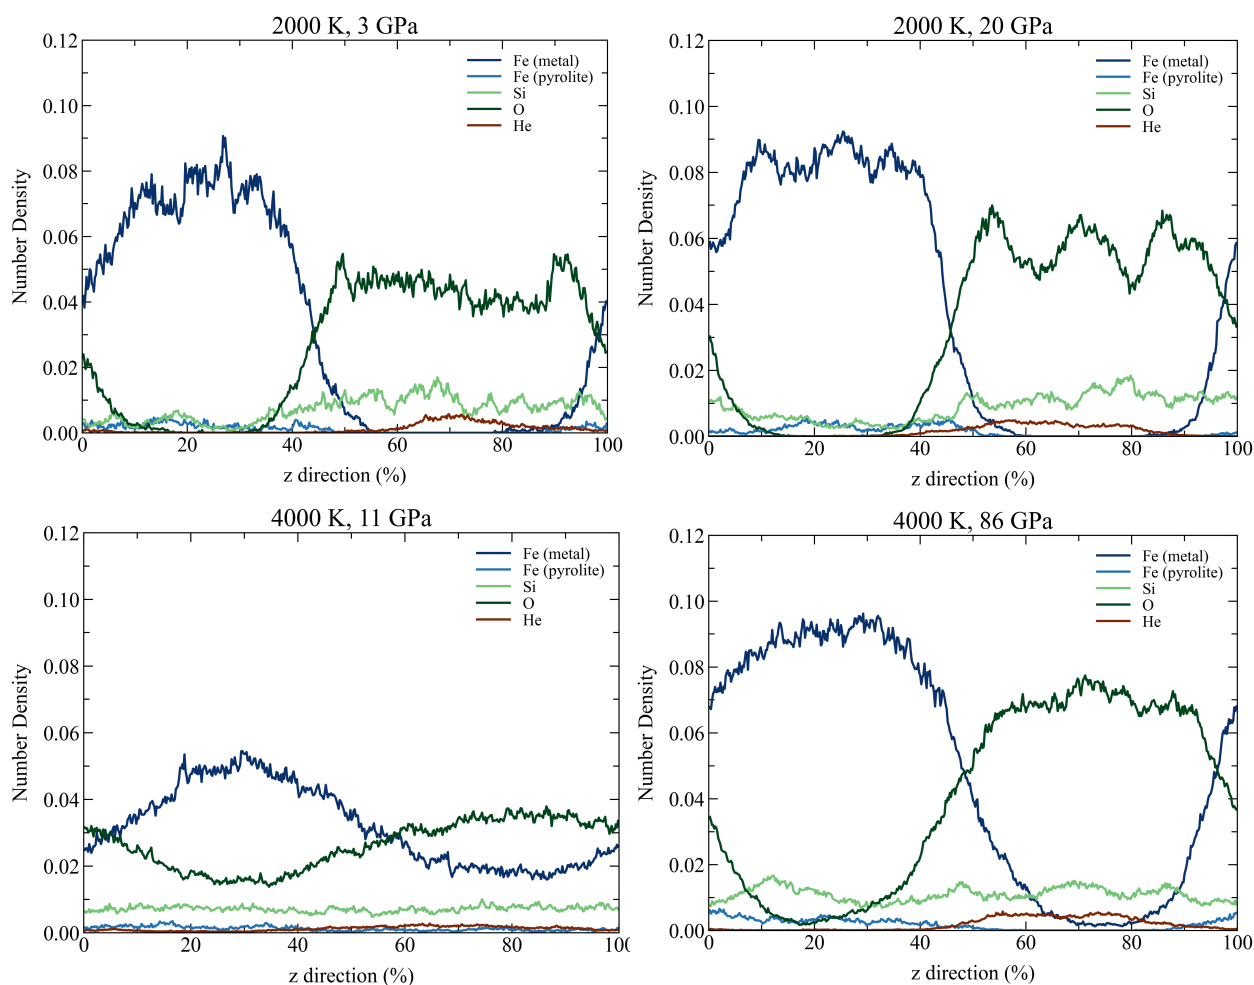 2000 K, 3 GPa
0.12
0.10
0.08
0.06
0.04
0.02
0.00
Number Density
Fe (metal)
Fe (pyrolite)
Si
O
He
0
20
40
60
80
100
z direction (%)
2000 K, 20 GPa
0.12
0.10
0.08
0.06
0.04
0.02
0.00
Number Density
Fe (metal)
Fe (pyrolite)
Si
O
He
0
20
40
60
80
100
z direction (%)
4000 K, 11 GPa
0.12
0.10
0.08
0.06
0.04
0.02
0.00
Number Density
Fe (metal)
Fe (pyrolite)
Si
O
He
0
20
40
60
80
100
z direction (%)
4000 K, 86 GPa
0.12
0.10
0.08
0.06
0.04
0.02
0.00
Number Density
Fe (metal)
Fe (pyrolite)
Si
O
He
0
20
40
60
80
100
z direction (%)